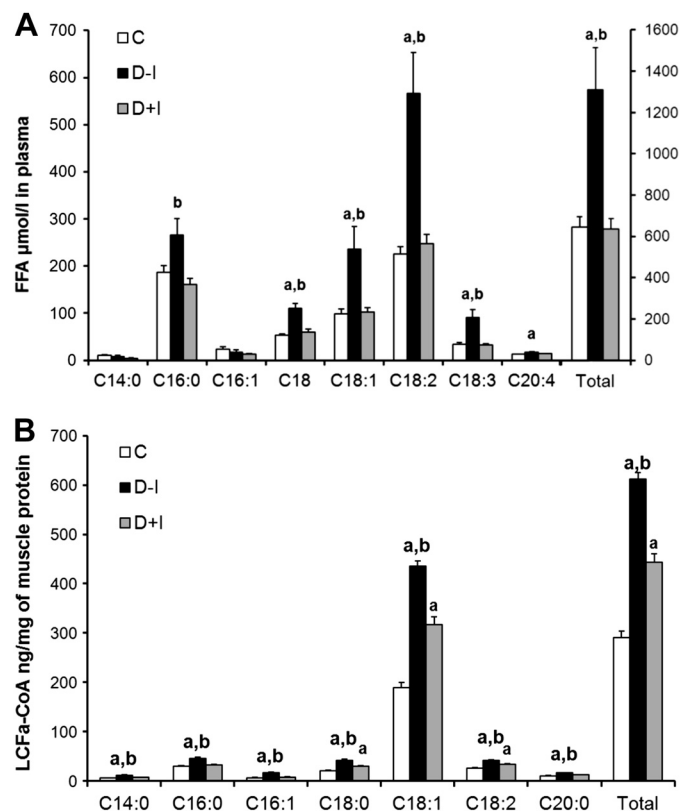 A
700
600
500
400
300
200
100
0
FFA µmol/l in plasma
C
D-I
D+I
b
a,b
a,b
a,b
a,b
a
a,b
1600
1400
1200
1000
800
600
400
200
0
C14:0 C16:0 C16:1 C18 C18:1 C18:2 C18:3 C20:4 Total
B
700
600
500
400
300
200
100
0
LCFa-CoA ng/mg of muscle protein
C
D-I
D+I
a,b
a,b
a,b
a,b
a
a,b
a
a,b
a
a,b
a,b
a
C14:0 C16:0 C16:1 C18:0 C18:1 C18:2 C20:0 Total